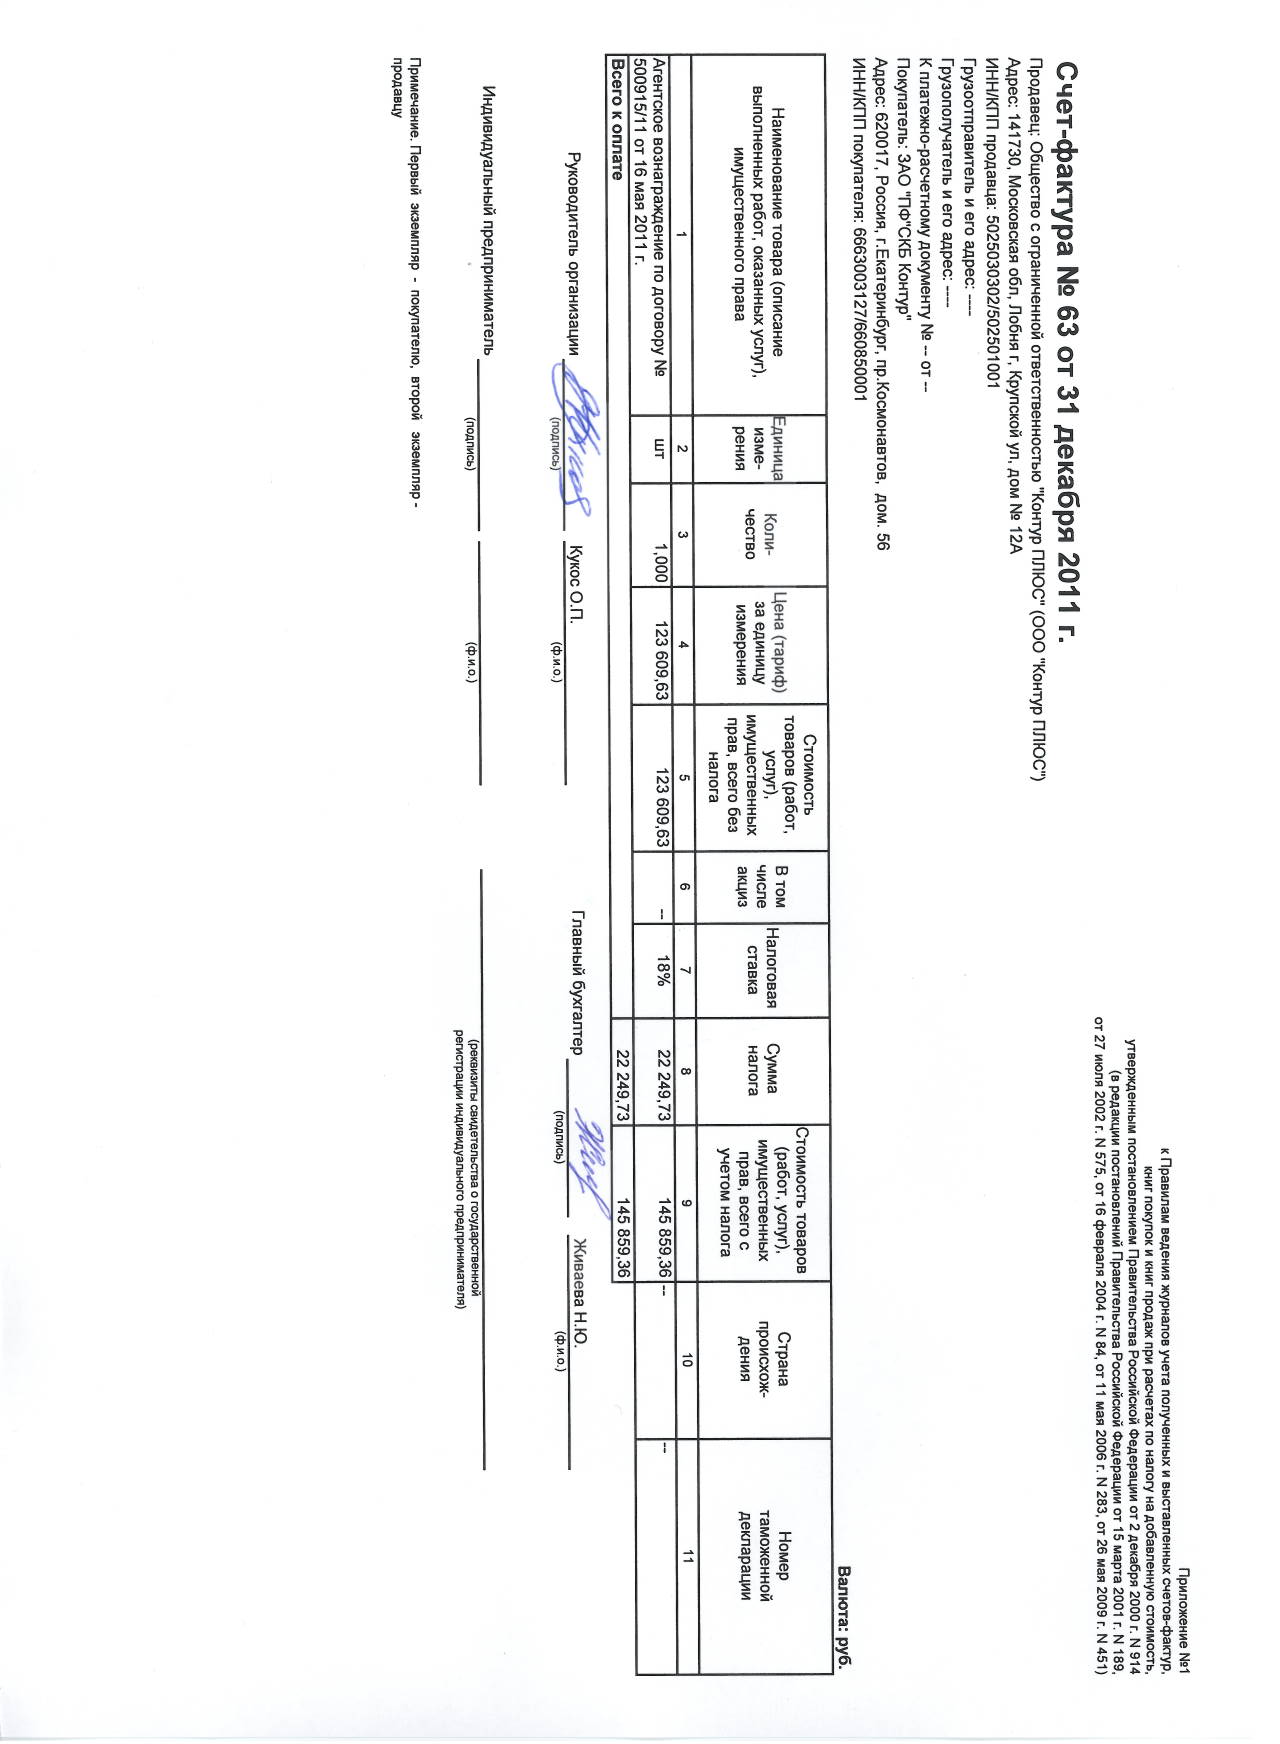 Приложение №1
к Правилам ведения журналов учета полученных и выставленных счетов-фактур,
книг покупок и книг продаж при расчетах по налогу на добавленную стоимость,
утвержденным постановлением Правительства Российской Федерации от 2 декабря 2000 г. N 914
(в редакции постановлений Правительства Российской Федерации от 15 марта 2001 г. N 189,
от 27 июля 2002 г. N 575, от 16 февраля 2004 г. N 84, от 11 мая 2006 г. N 283, от 26 мая 2009 г. N 451)
Счет-фактура № 63 от 31 декабря 2011 г.
Продавец: Общество с ограниченной ответственностью "Контур ПЛЮС" (ООО "Контур ПЛЮС")
Адрес: 141730, Московская обл, Лобня г, Крупской ул, дом № 12А
ИНН/КПП продавца: 5025030302/502501001
Грузоотправитель и его адрес: ----
Грузополучатель и его адрес: ----
К платежно-расчетному документу № -- от --
Покупатель: ЗАО "ПФ"СКБ Контур"
Адрес: 620017, Россия, г.Екатеринбург, пр.Космонавтов, дом. 56
ИНН/КПП покупателя: 6663003127/660850001
Валюта: руб.
Наименование товара (описание
выполненных работ, оказанных услуг),
имущественного права
Единица
изме-
рения
Коли-
чество
Цена (тариф)
за единицу
измерения
Стоимость
товаров (работ,
услуг),
имущественных
прав, всего без
налога
В том
числе
акциз
Налоговая
ставка
Сумма
налога
Стоимость товаров
(работ, услуг),
имущественных
прав, всего с
учетом налога
Страна
происхож-
дения
Номер
таможенной
декларации
1 2 3 4 5 6 7 8 9 10 11
Агентское вознаграждение по договору №
500915/11 от 16 мая 2011 г.
шт 1,000 123 609,63 123 609,63 -- 18% 22 249,73 145 859,36 -- --
Всего к оплате 22 249,73 145 859,36
Руководитель организации Кукос О.П. Главный бухгалтер Живаева Н.Ю.
(подпись) (ф.и.о.) (подпись) (ф.и.о.)
Индивидуальный предприниматель
(подпись) (ф.и.о.) (реквизиты свидетельства о государственной
регистрации индивидуального предпринимателя)
Примечание. Первый экземпляр - покупателю, второй экземпляр -
продавцу